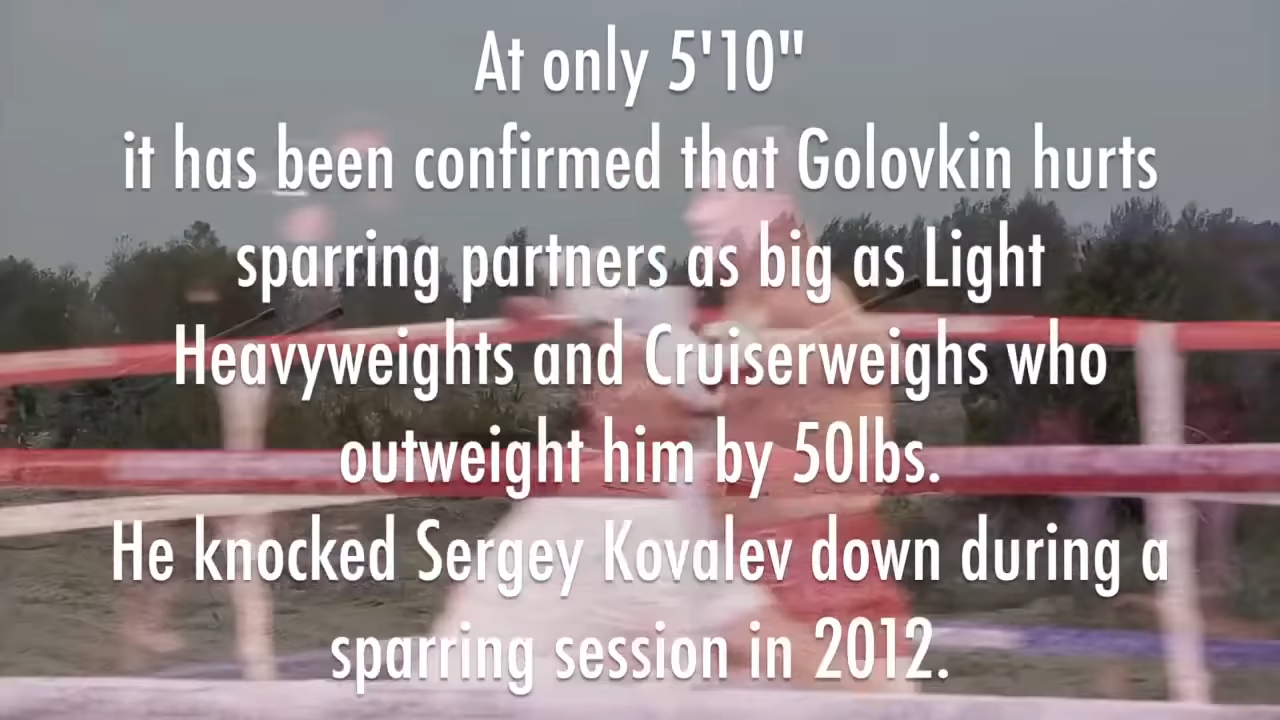 At only 5'10"
it has been confirmed that Golovkin hurts
sparring partners as big as Light
Heavyweights and Cruiserweighs who
outweight him by 50lbs.
He knocked Sergey Kovalev down during a
sparring session in 2012.